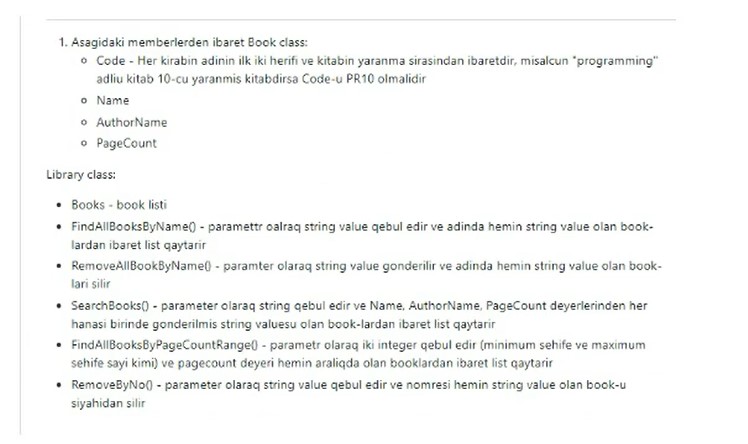 1. Asagidaki memberlerden ibaret Book class:
Code - Her kirabin adinin ilk iki herifi ve kitabin yaranma sirasindan ibaretdir, misalcun "programming"
adliu kitab 10-cu yaranmis kitabdirsa Code-u PR10 olmalidir
Name
AuthorName
PageCount
Library class:
Books - book listi
FindAllBooksByName() - paramettr oalraq string value qebul edir ve adinda hemin string value olan book-
lardan ibaret list qaytarir
RemoveAllBookByName() - paramter olaraq string value gonderilir ve adinda hemin string value olan book-
lari silir
SearchBooks() - parameter olaraq string qebul edir ve Name, AuthorName, PageCount deyerlerinden her
hanasi birinde gonderilmis string valuesu olan book-lardan ibaret list qaytarir
FindAllBooksByPageCountRange() - parametr olaraq iki integer qebul edir (minimum sehife ve maximum
sehife sayi kimi) ve pagecount deyeri hemin araliqda olan booklardan ibaret list qaytarir
RemoveByNo() - parameter olaraq string value qebul edir ve nomresi hemin string value olan book-u
siyahidan silir